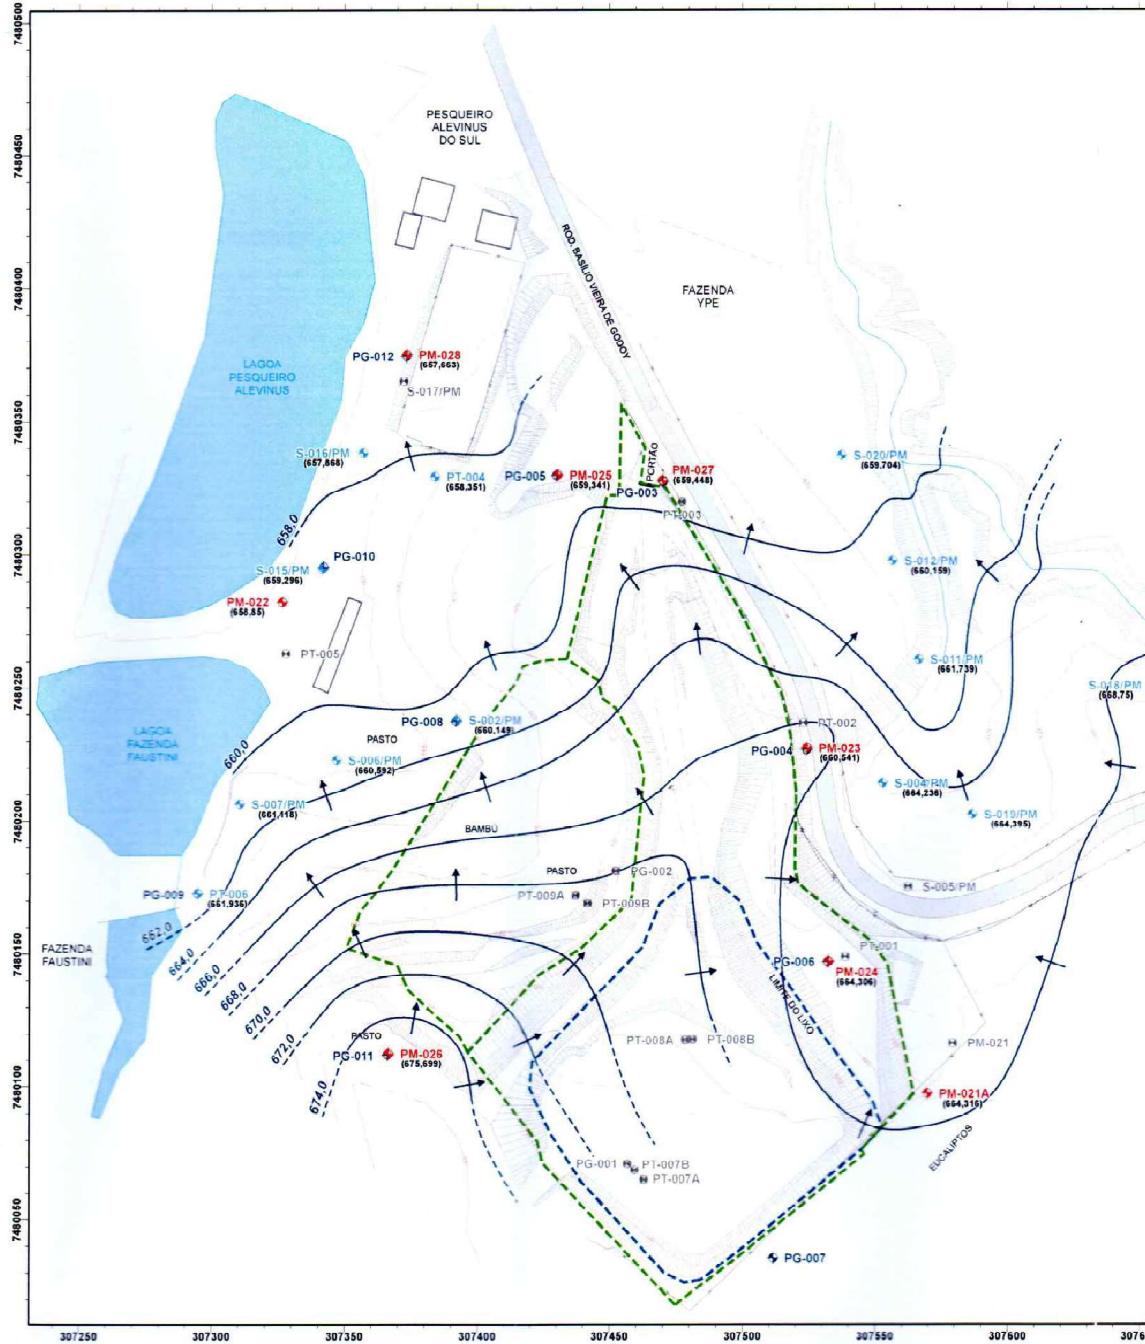 7480500
7480450
7480400
7480350
7480300
7480250
7480200
7480150
7480100
7480050
PESQUEIRO
ALEVINUS
DO SUL
ROD. BASÍLIO VIEIRA DE GODOY
FAZENDA
YPE
LAGOA
PESQUEIRO
ALEVINUS
PG-012
PM-028
(657,663)
S-017/PM
S-016/PM
(657,868)
PT-004
(658,351)
PG-005
PM-025
(659,341)
PORTÃO
PM-027
(659,448)
PG-003
PT-003
S-020/PM
(659,704)
658,0
PG-010
S-015/PM
(659,296)
S-012/PM
(660,159)
PM-022
(658,85)
PT-005
S-011/PM
(661,739)
S-018/PM
(668,75)
LAGOA
FAZENDA
FAUSTINI
PG-008
S-002/PM
(660,149)
PT-002
PASTO
660,0
PG-004
PM-023
(660,541)
S-006/PM
(660,592)
S-004/PM
(664,236)
S-007/PM
(661,118)
S-019/PM
(664,395)
BAMBÚ
PASTO
PG-002
PT-009A
PT-009B
S-005/PM
PG-009
PT-006
(661,935)
662,0
664,0
666,0
668,0
670,0
672,0
674,0
FAZENDA
FAUSTINI
PT-001
PG-006
PM-024
(664,306)
LIMITE DO LIXO
PASTO
PG-011
PM-026
(675,699)
PT-008A
PT-008B
PM-021
PM-021A
(664,316)
EUCALIPTOS
PG-001
PT-007B
PT-007A
PG-007
307250
307300
307350
307400
307450
307500
307550
307600